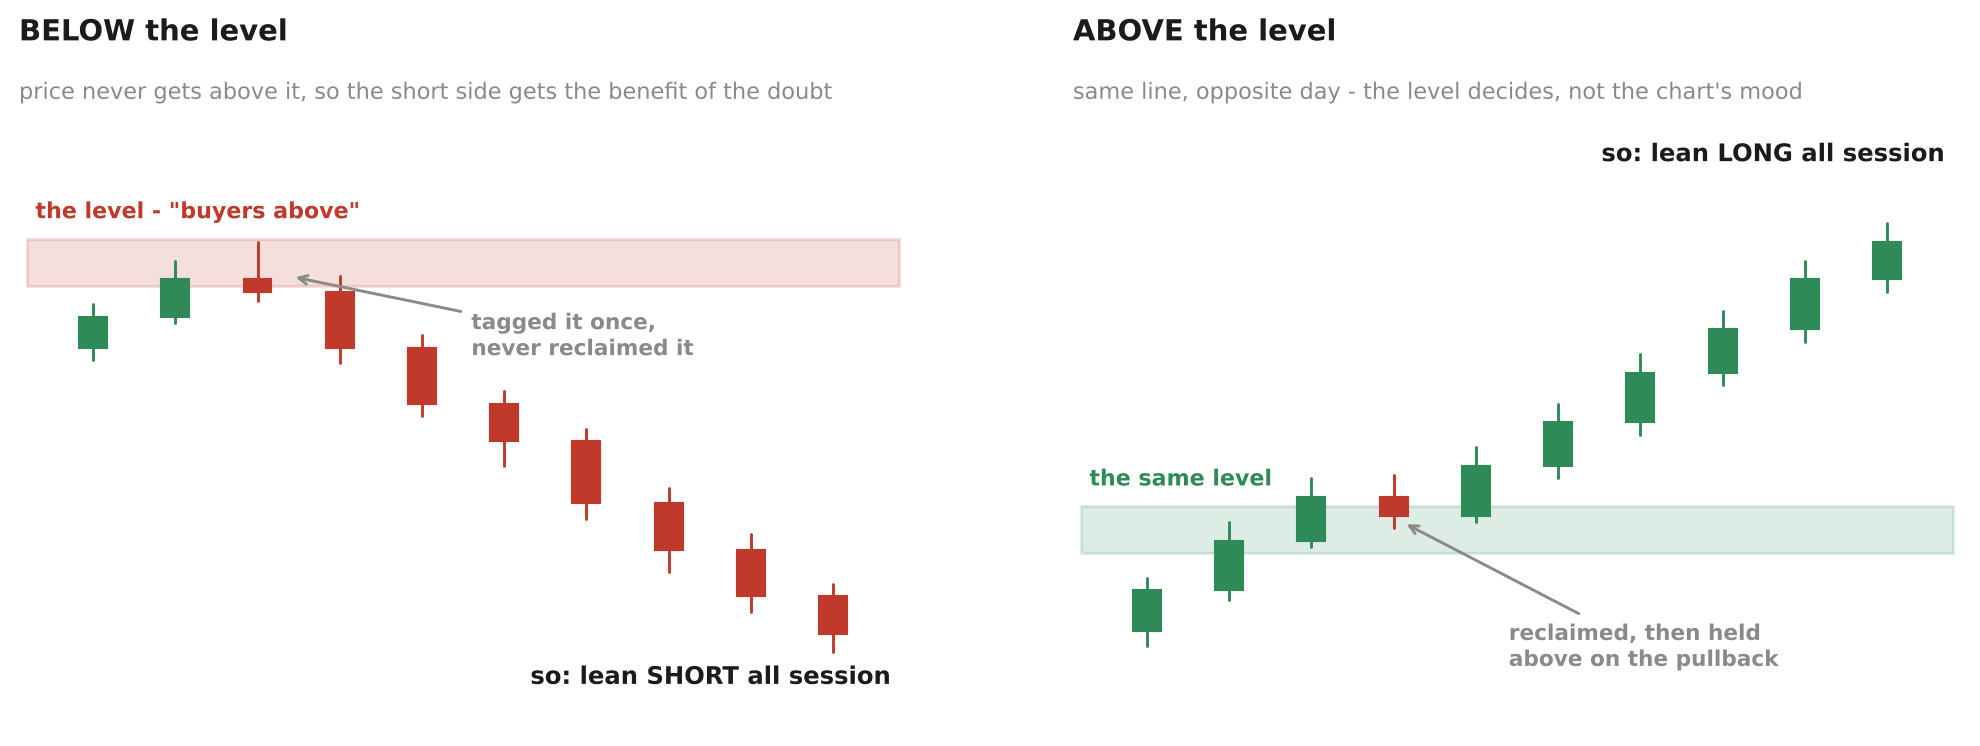 BELOW the level
price never gets above it, so the short side gets the benefit of the doubt
the level - "buyers above"
tagged it once,
never reclaimed it
so: lean SHORT all session
ABOVE the level
same line, opposite day - the level decides, not the chart's mood
so: lean LONG all session
the same level
reclaimed, then held
above on the pullback